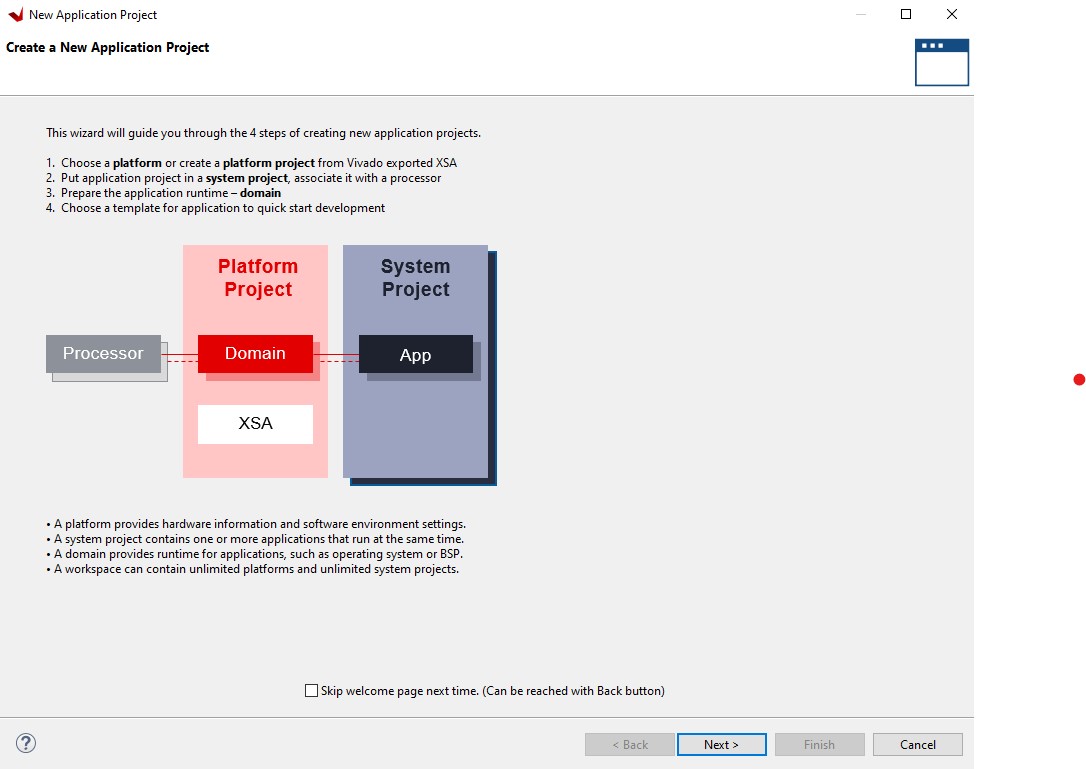 New Application Project
Create a New Application Project
This wizard will guide you through the 4 steps of creating new application projects.
1. Choose a platform or create a platform project from Vivado exported XSA
2. Put application project in a system project, associate it with a processor
3. Prepare the application runtime – domain
4. Choose a template for application to quick start development
Platform
Project
System
Project
Processor
Domain
App
XSA
• A platform provides hardware information and software environment settings.
• A system project contains one or more applications that run at the same time.
• A domain provides runtime for applications, such as operating system or BSP.
• A workspace can contain unlimited platforms and unlimited system projects.
Skip welcome page next time. (Can be reached with Back button)
? < Back Next > Finish Cancel